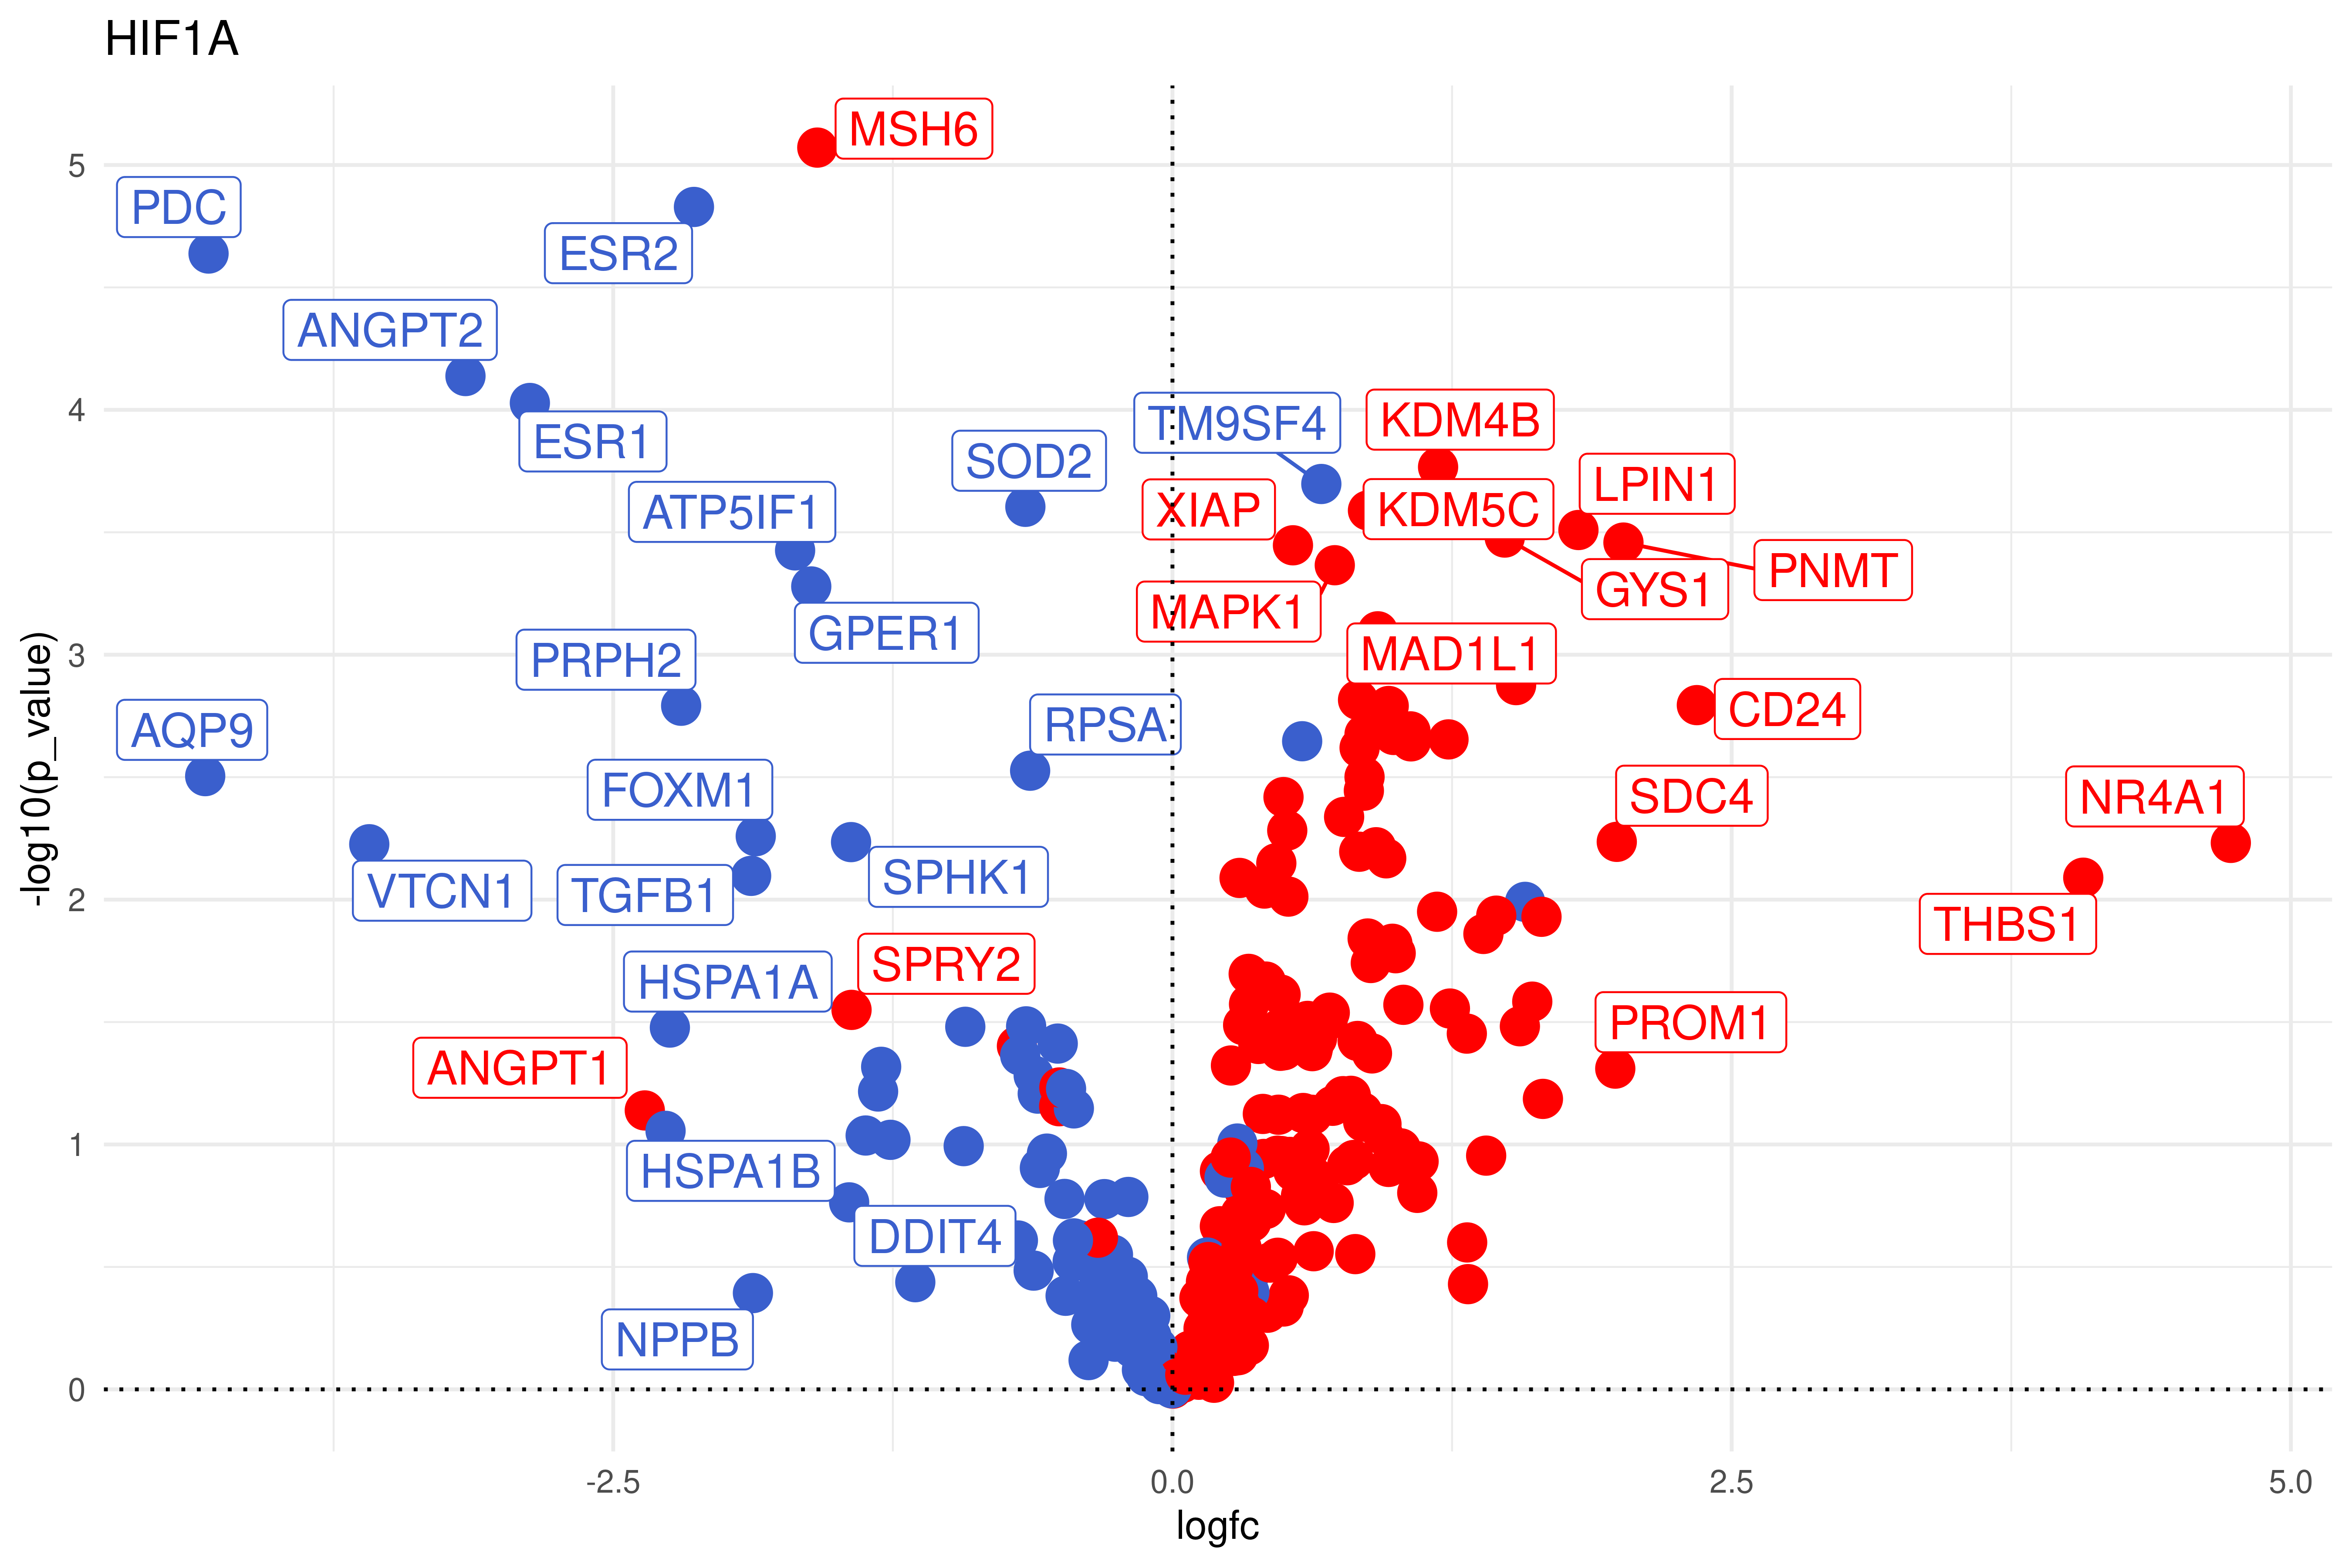 HIF1A
MSH6
PDC
ESR2
ANGPT2
ESR1
TM9SF4
KDM4B
SOD2
LPIN1
ATP5IF1
XIAP
KDM5C
PNMT
GYS1
MAPK1
GPER1
PRPH2
MAD1L1
CD24
AQP9
RPSA
FOXM1
SDC4
NR4A1
VTCN1
TGFB1
SPHK1
THBS1
SPRY2
HSPA1A
PROM1
ANGPT1
HSPA1B
DDIT4
NPPB
5
4
3
2
1
0
-log10(p_value)
-2.5
0.0
2.5
5.0
logfc